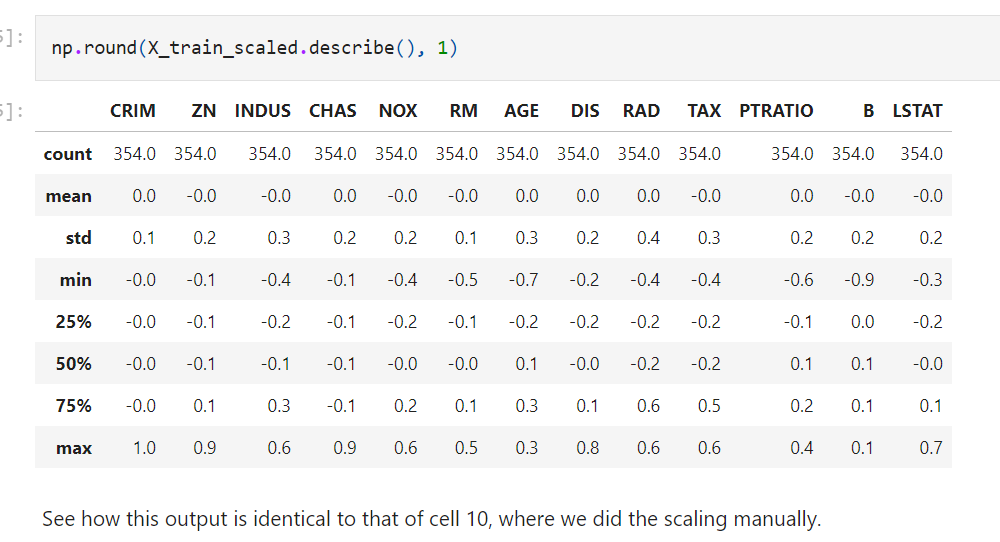 5]:
np.round(X_train_scaled.describe(), 1)
5]:
CRIM ZN INDUS CHAS NOX RM AGE DIS RAD TAX PTRATIO B LSTAT
count 354.0 354.0 354.0 354.0 354.0 354.0 354.0 354.0 354.0 354.0 354.0 354.0 354.0
mean 0.0 -0.0 -0.0 0.0 -0.0 -0.0 0.0 0.0 0.0 -0.0 0.0 -0.0 -0.0
std 0.1 0.2 0.3 0.2 0.2 0.1 0.3 0.2 0.4 0.3 0.2 0.2 0.2
min -0.0 -0.1 -0.4 -0.1 -0.4 -0.5 -0.7 -0.2 -0.4 -0.4 -0.6 -0.9 -0.3
25% -0.0 -0.1 -0.2 -0.1 -0.2 -0.1 -0.2 -0.2 -0.2 -0.2 -0.1 0.0 -0.2
50% -0.0 -0.1 -0.1 -0.1 -0.0 -0.0 0.1 -0.0 -0.2 -0.2 0.1 0.1 -0.0
75% -0.0 0.1 0.3 -0.1 0.2 0.1 0.3 0.1 0.6 0.5 0.2 0.1 0.1
max 1.0 0.9 0.6 0.9 0.6 0.5 0.3 0.8 0.6 0.6 0.4 0.1 0.7
See how this output is identical to that of cell 10, where we did the scaling manually.